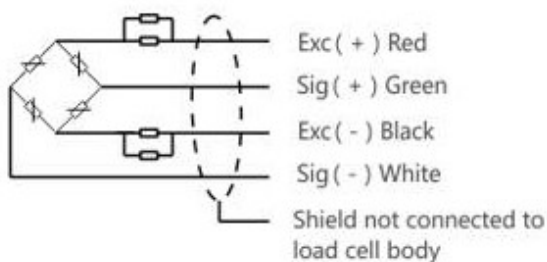 Exc( + ) Red
Sig( + ) Green
Exc( - ) Black
Sig( - ) White
Shield not connected to
load cell body